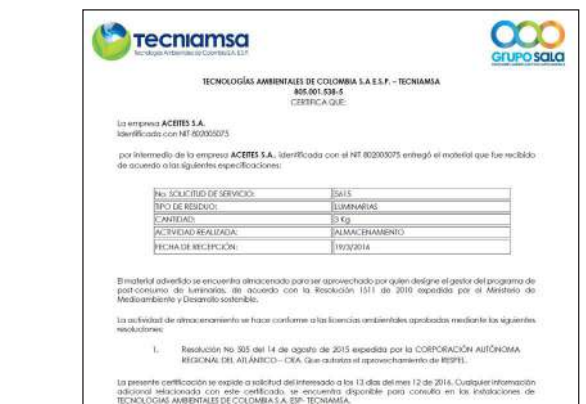 Tecniamsa
Tecnologías Ambientales de Colombia S.A. E.S.P.
GRUPO SALA
TECNOLOGÍAS AMBIENTALES DE COLOMBIA S.A E.S.P. – TECNIAMSA
805.001.538-5
CERTIFICA QUE:
La empresa ACEITES S.A.
Identificada con NIT 802005075
por intermedio de la empresa ACEITES S.A., identificada con el NIT 802005075 entregó el material que fue recibido
de acuerdo a las siguientes especificaciones:
No. SOLICITUD DE SERVICIO: 5615
TIPO DE RESIDUO: LUMINARIAS
CANTIDAD: 3 Kg
ACTIVIDAD REALIZADA: ALMACENAMIENTO
FECHA DE RECEPCIÓN: 19/3/2016
El material advertido se encuentra almacenado para ser aprovechado por quien designe el gestor del programa de
post-consumo de luminarias, de acuerdo con la Resolución 1511 de 2010 expedida por el Ministerio de
Medioambiente y Desarrollo sostenible.
La actividad de almacenamiento se hace conforme a las licencias ambientales aprobadas mediante las siguientes
resoluciones:
1. Resolución No 505 del 14 de agosto de 2015 expedida por la CORPORACIÓN AUTÓNOMA
REGIONAL DEL ATLÁNTICO – CRA. Que autoriza el aprovechamiento de RESPEL.
La presente certificación se expide a solicitud del interesado a los 13 días del mes 12 de 2016. Cualquier información
adicional relacionada con este certificado, se encuentra disponible para consulta en las instalaciones de
TECNOLOGIAS AMBIENTALES DE COLOMBIA S.A. ESP- TECNIAMSA.